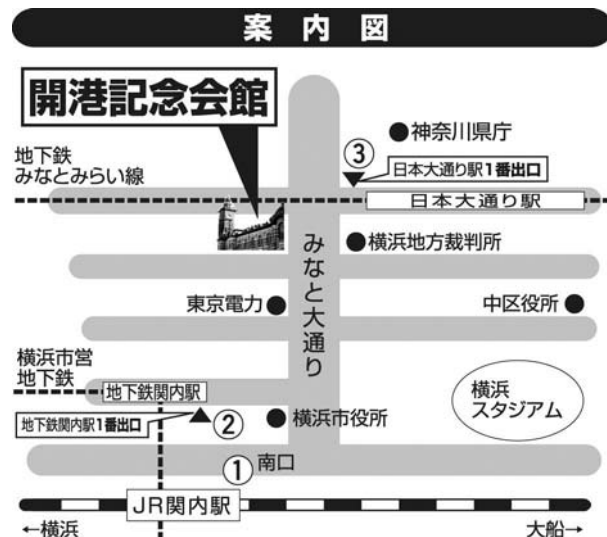 案内図
開港記念会館
神奈川県庁
地下鉄
みなとみらい線
③
日本大通り駅1番出口
日本大通り駅
横浜地方裁判所
みなと大通り
東京電力
中区役所
横浜市営
地下鉄
地下鉄関内駅
地下鉄関内駅1番出口
②
横浜市役所
横浜
スタジアム
①
南口
JR関内駅
←横浜
大船→